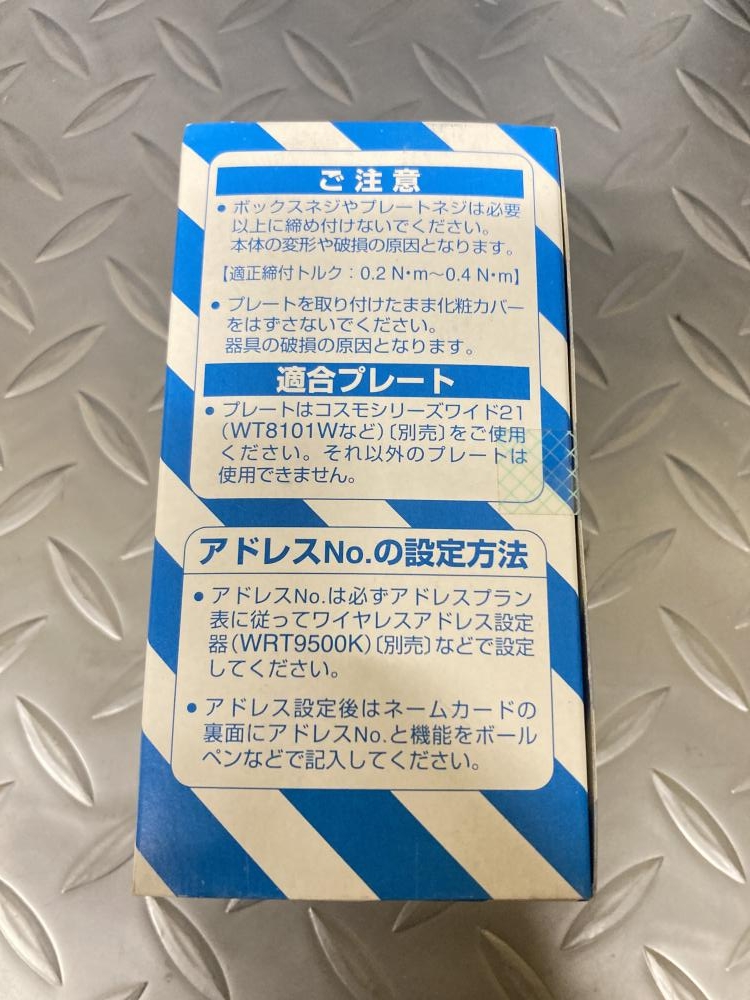 ご注意
● ボックスネジやプレートネジは必要
以上に締め付けないでください。
本体の変形や破損の原因となります。
【適正締付トルク：0.2 N･m〜0.4 N･m】
● プレートを取り付けたまま化粧カバー
をはずさないでください。
器具の破損の原因となります。
適合プレート
● プレートはコスモシリーズワイド21
(WT8101Wなど)〔別売〕をご使用
ください。それ以外のプレートは
使用できません。
アドレスNo.の設定方法
● アドレスNo.は必ずアドレスプラン
表に従ってワイヤレスアドレス設定
器(WRT9500K)〔別売〕などで設定
してください。
● アドレス設定後はネームカードの
裏面にアドレスNo.と機能をボール
ペンなどで記入してください。